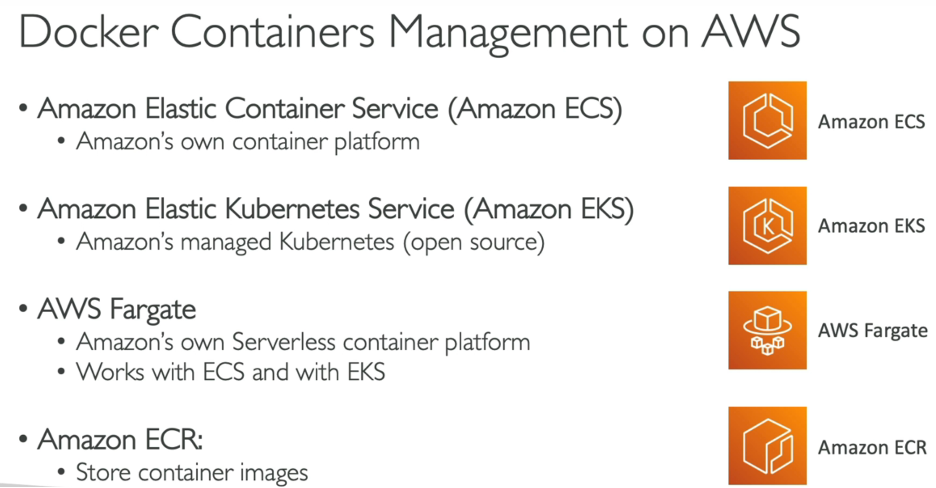 Docker Containers Management on AWS
• Amazon Elastic Container Service (Amazon ECS)
• Amazon's own container platform
Amazon ECS
• Amazon Elastic Kubernetes Service (Amazon EKS)
• Amazon's managed Kubernetes (open source)
K
Amazon EKS
• AWS Fargate
• Amazon's own Serverless container platform
• Works with ECS and with EKS
AWS Fargate
• Amazon ECR:
• Store container images
Amazon ECR